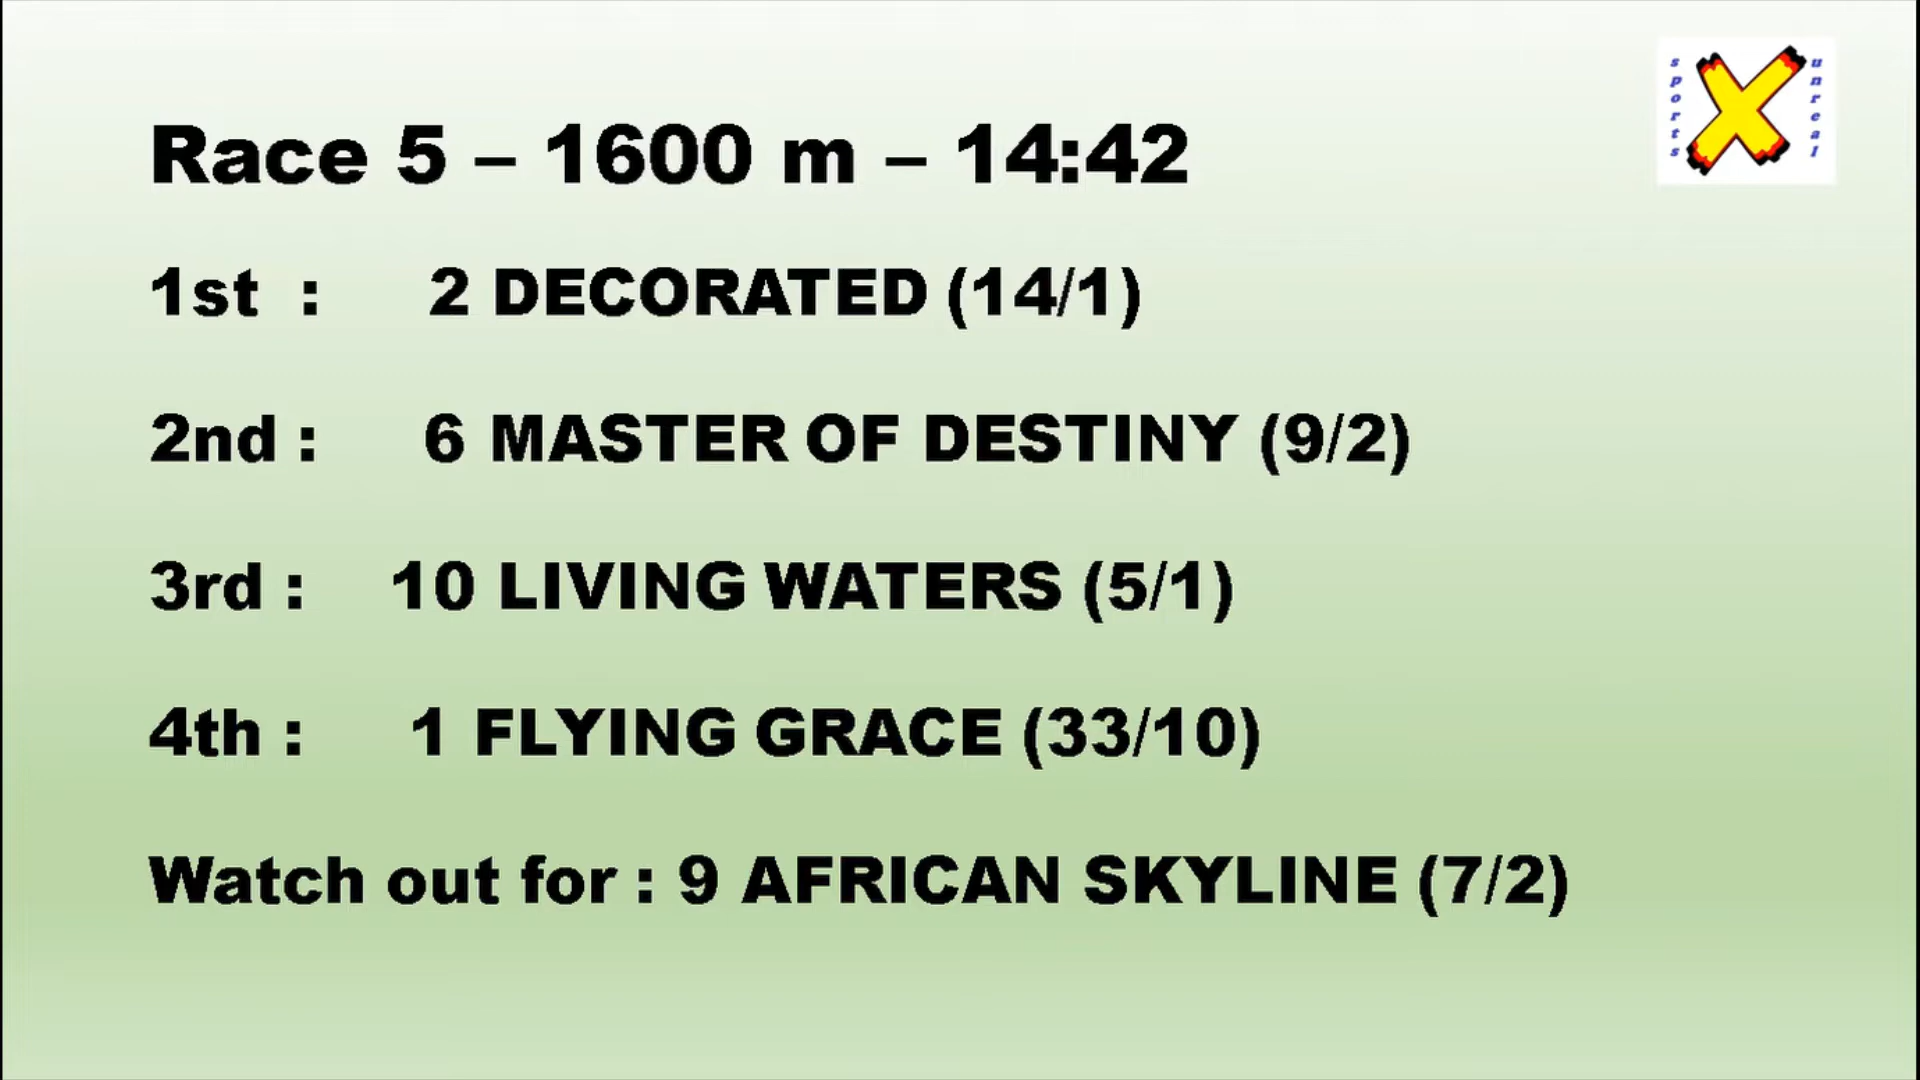 Race 5 – 1600 m – 14:42
sports X unreal
1st : 2 DECORATED (14/1)
2nd : 6 MASTER OF DESTINY (9/2)
3rd : 10 LIVING WATERS (5/1)
4th : 1 FLYING GRACE (33/10)
Watch out for : 9 AFRICAN SKYLINE (7/2)